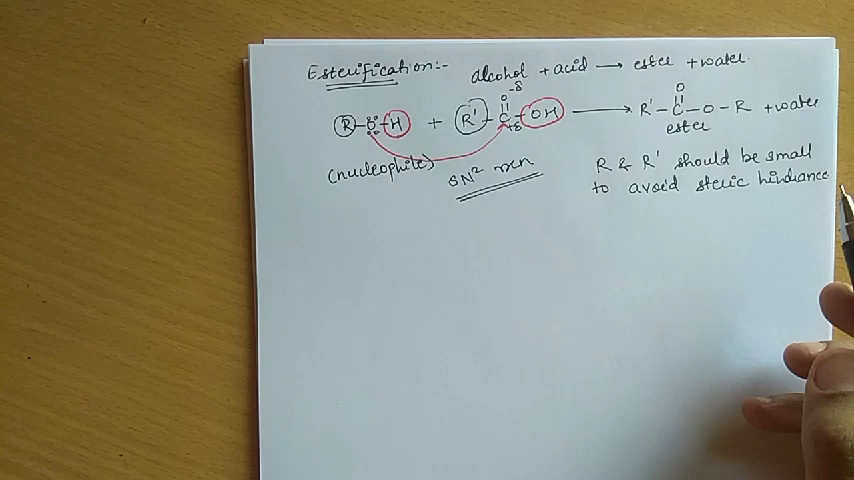 Esterification:- alcohol + acid → ester + water.
O -δ O
R-O-H + R'-C-OH → R'-C-O-R + water
+δ ester
(nucleophile) SN² rxn R & R' should be small
to avoid steric hindrance